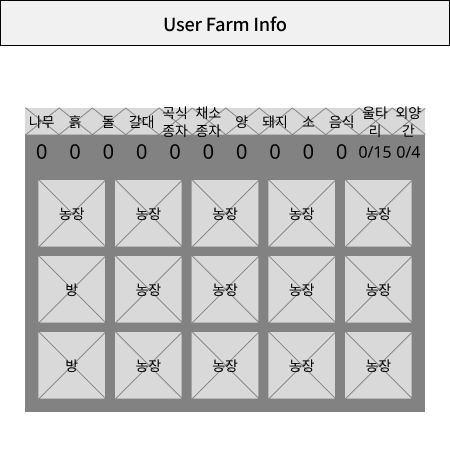 User Farm Info
나무 흙 돌 갈대 곡식 종자 채소 종자 양 돼지 소 음식 울타리 외양간
0 0 0 0 0 0 0 0 0 0 0/15 0/4
농장 농장 농장 농장 농장
방 농장 농장 농장 농장
방 농장 농장 농장 농장